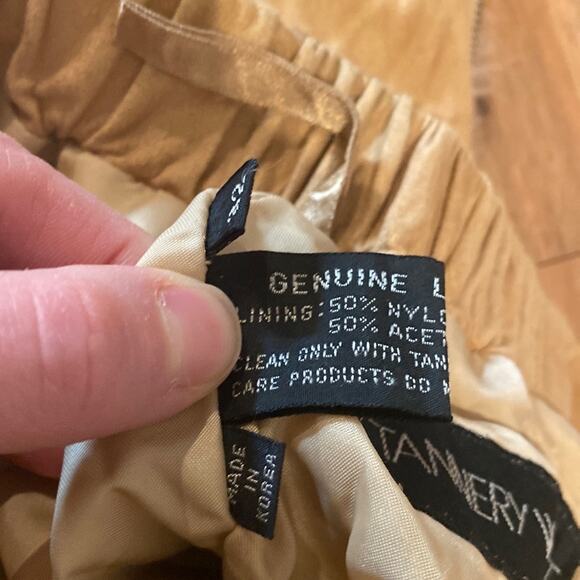 GENUINE L
LINING: 50% NYLO
50% ACET
CLEAN ONLY WITH TAN
CARE PRODUCTS DO
MADE
IN
KOREA
TANNERY W